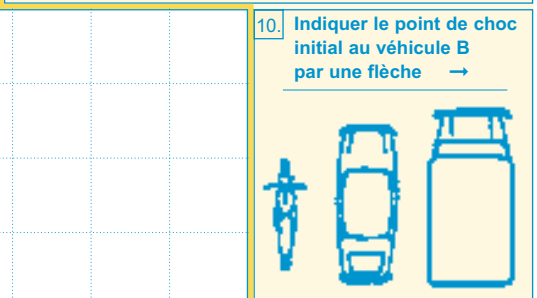 10. Indiquer le point de choc
initial au véhicule B
par une flèche →